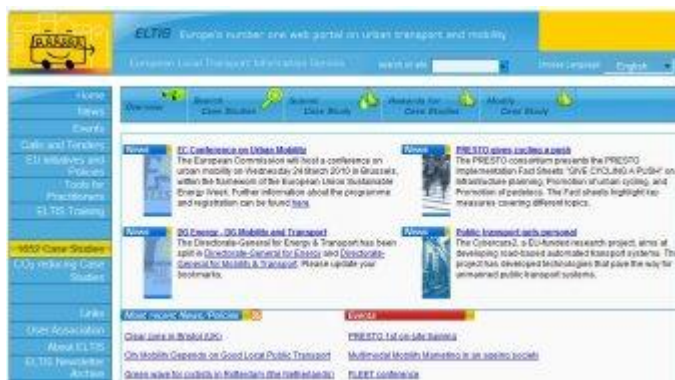 ELTIS Europe's number one web portal on urban transport and mobility
European Local Transport Information Service
search on site
Choose Language: English
Home
News
Events
Calls and Tenders
EU Initiatives and
Policies
Tools for
Practitioners
ELTIS Training
1652 Case Studies
CO2 reducing Case
Studies
Links
User Association
About ELTIS
ELTIS Newsletter
Archive
Overview
Search
Case Studies
Submit
Case Study
Awards for
Case Studies
Modify
Case Study
News
EC Conference on Urban Mobility
The European Commission will host a conference on
urban mobility on Wednesday 24 March 2010 in Brussels,
within the framework of the European Union Sustainable
Energy Week. Further information about the programme
and registration can be found here.
News
PRESTO gives cycling a push
The PRESTO consortium presents the PRESTO
Implementation Fact Sheets "GIVE CYCLING A PUSH" on
Infrastructure planning, Promotion of urban cycling, and
Promotion of pedelecs. The Fact sheets highlight key
measures covering different topics.
News
DG Energy - DG Mobility and Transport
The Directorate-General for Energy & Transport has been
split in Directorate-General for Energy and Directorate-
General for Mobility & Transport. Please update your
bookmarks.
News
Public transport gets personal
The Cybercars2, a EU-funded research project, aims at
developing road-based automated transport systems. The
project has developed technologies that pave the way for
unmanned public transport systems.
Most recent News/Policies
Clear zone in Bristol (UK)
City Mobility Depends on Good Local Public Transport
Green wave for cyclists in Rotterdam (the Netherlands)
Events
PRESTO 1st on-site training
Multimodal Mobility Marketing in an ageing society
FLEET conference